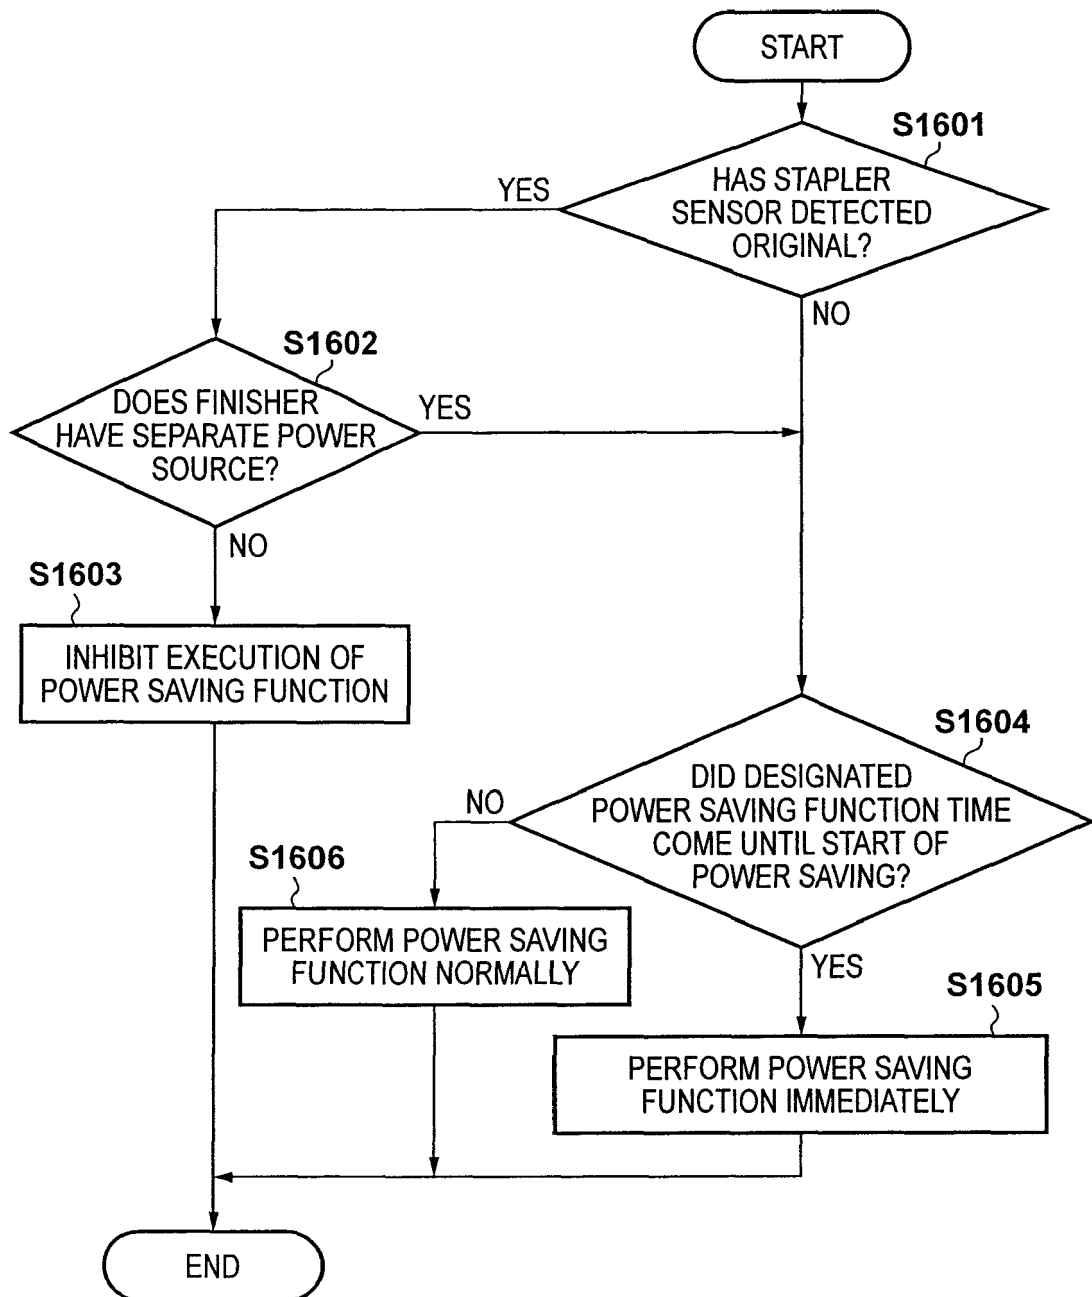 START
S1601
HAS STAPLER
SENSOR DETECTED
ORIGINAL?
YES
NO
S1602
DOES FINISHER
HAVE SEPARATE POWER
SOURCE?
YES
NO
S1603
INHIBIT EXECUTION OF
POWER SAVING FUNCTION
S1604
DID DESIGNATED
POWER SAVING FUNCTION TIME
COME UNTIL START OF
POWER SAVING?
NO
YES
S1606
PERFORM POWER SAVING
FUNCTION NORMALLY
S1605
PERFORM POWER SAVING
FUNCTION IMMEDIATELY
END